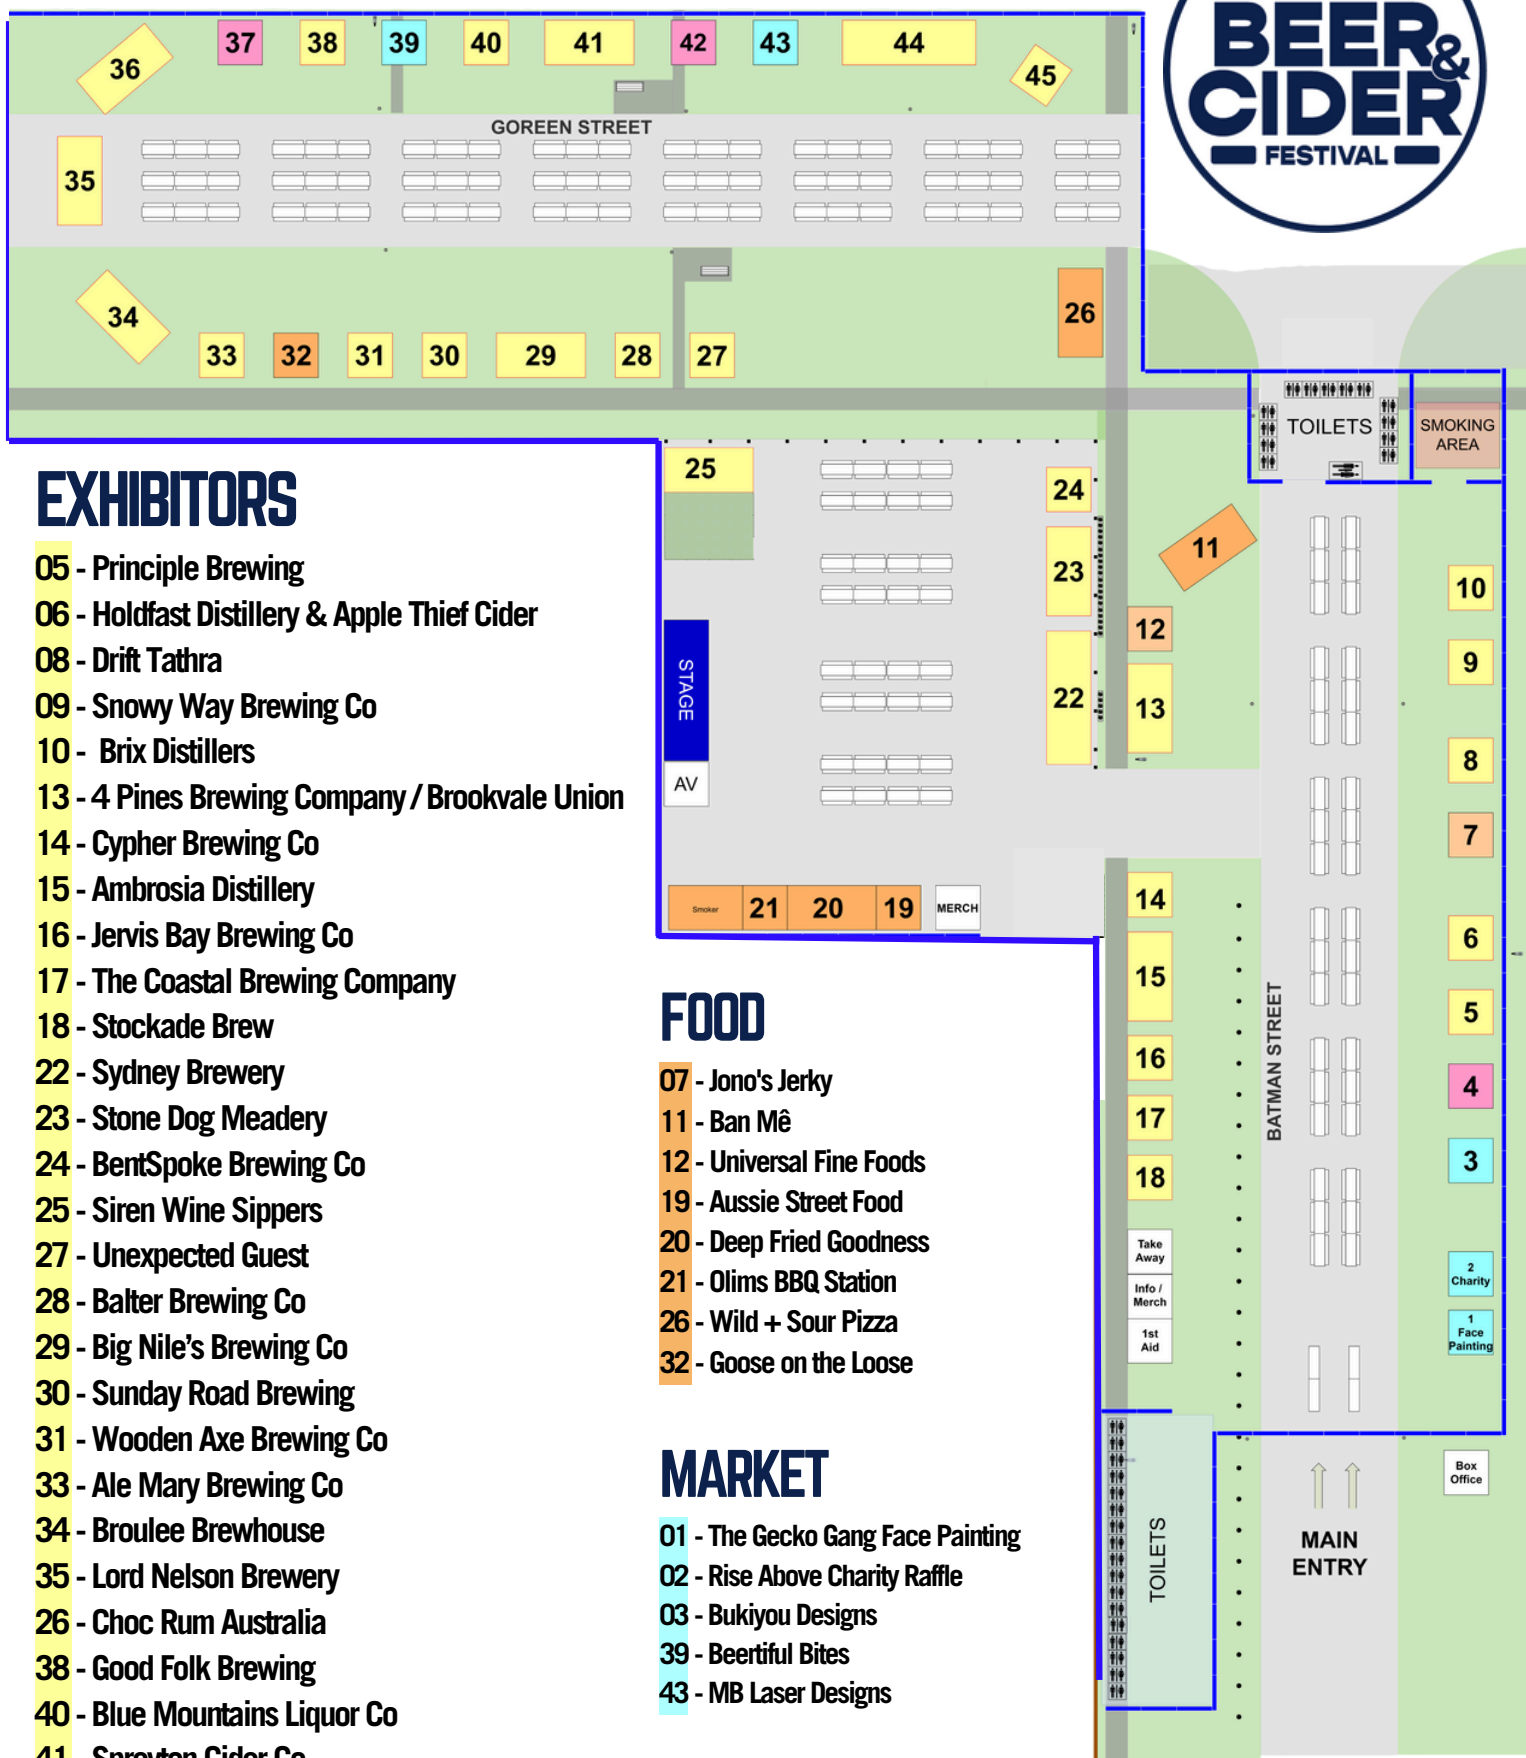 BEER &
CIDER
FESTIVAL
36
37
38
39
40
41
42
43
44
45
GOREEN STREET
35
34
33
32
31
30
29
28
27
26
TOILETS
SMOKING
AREA
25
24
23
22
STAGE
AV
Smoker
21
20
19
MERCH
11
12
13
10
9
8
7
6
5
4
3
2
Charity
1
Face
Painting
14
15
16
17
18
BATMAN STREET
Take
Away
Info /
Merch
1st
Aid
TOILETS
Box
Office
MAIN
ENTRY
EXHIBITORS
05 - Principle Brewing
06 - Holdfast Distillery & Apple Thief Cider
08 - Drift Tathra
09 - Snowy Way Brewing Co
10 - Brix Distillers
13 - 4 Pines Brewing Company / Brookvale Union
14 - Cypher Brewing Co
15 - Ambrosia Distillery
16 - Jervis Bay Brewing Co
17 - The Coastal Brewing Company
18 - Stockade Brew
22 - Sydney Brewery
23 - Stone Dog Meadery
24 - BentSpoke Brewing Co
25 - Siren Wine Sippers
27 - Unexpected Guest
28 - Balter Brewing Co
29 - Big Nile's Brewing Co
30 - Sunday Road Brewing
31 - Wooden Axe Brewing Co
33 - Ale Mary Brewing Co
34 - Broulee Brewhouse
35 - Lord Nelson Brewery
26 - Choc Rum Australia
38 - Good Folk Brewing
40 - Blue Mountains Liquor Co
41 - Spreyton Cider Co
FOOD
07 - Jono's Jerky
11 - Ban Mê
12 - Universal Fine Foods
19 - Aussie Street Food
20 - Deep Fried Goodness
21 - Olims BBQ Station
26 - Wild + Sour Pizza
32 - Goose on the Loose
MARKET
01 - The Gecko Gang Face Painting
02 - Rise Above Charity Raffle
03 - Bukiyou Designs
39 - Beertiful Bites
43 - MB Laser Designs